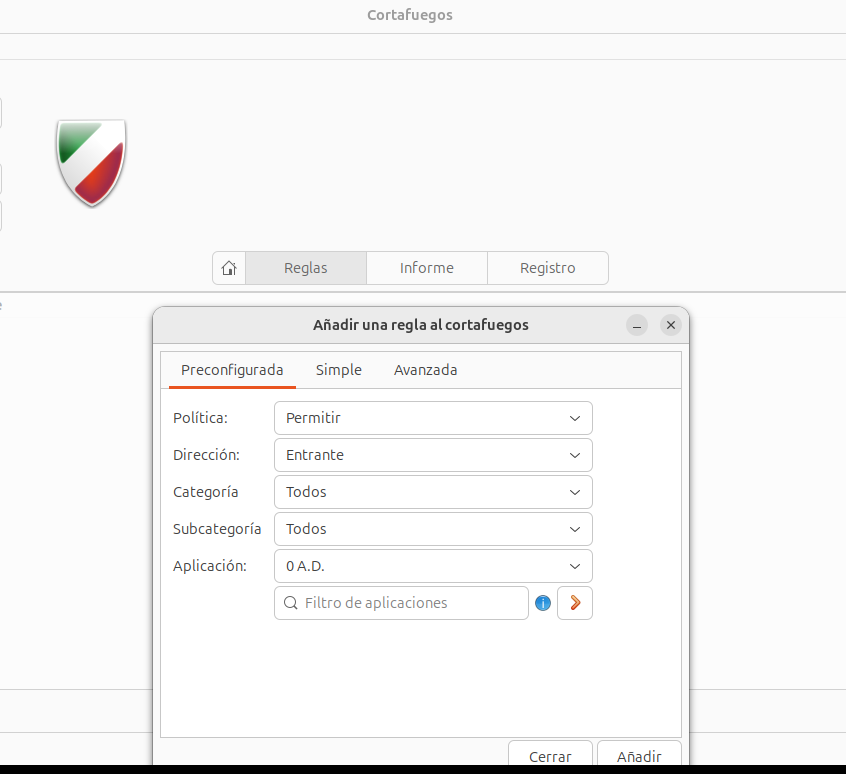 Cortafuegos
Reglas
Informe
Registro
Añadir una regla al cortafuegos
Preconfigurada
Simple
Avanzada
Política:
Permitir
Dirección:
Entrante
Categoría
Todos
Subcategoría
Todos
Aplicación:
0 A.D.
Filtro de aplicaciones
Cerrar
Añadir